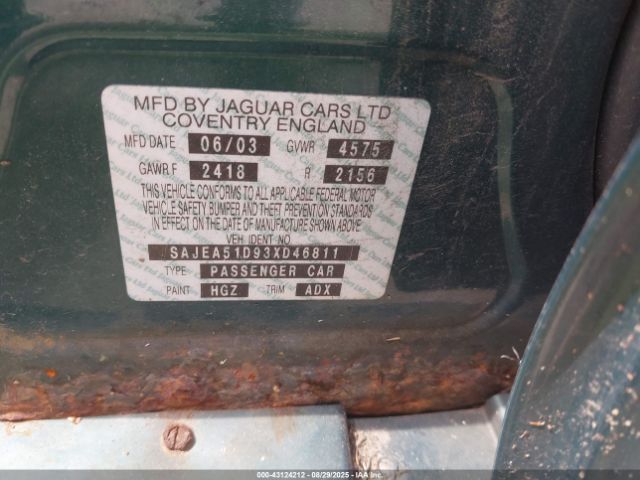 MFD BY JAGUAR CARS LTD
COVENTRY ENGLAND
MFD DATE 06/03 GVWR 4575
GAWR F 2418 R 2156
THIS VEHICLE CONFORMS TO ALL APPLICABLE FEDERAL MOTOR
VEHICLE SAFETY BUMPER AND THEFT PREVENTION STANDARDS
IN EFFECT ON THE DATE OF MANUFACTURE SHOWN ABOVE
VEH IDENT NO
SAJEA51D93XD46811
TYPE PASSENGER CAR
PAINT HGZ TRIM ADX
000-43124212 - 08/29/2025 - Copyright IAA, Inc.